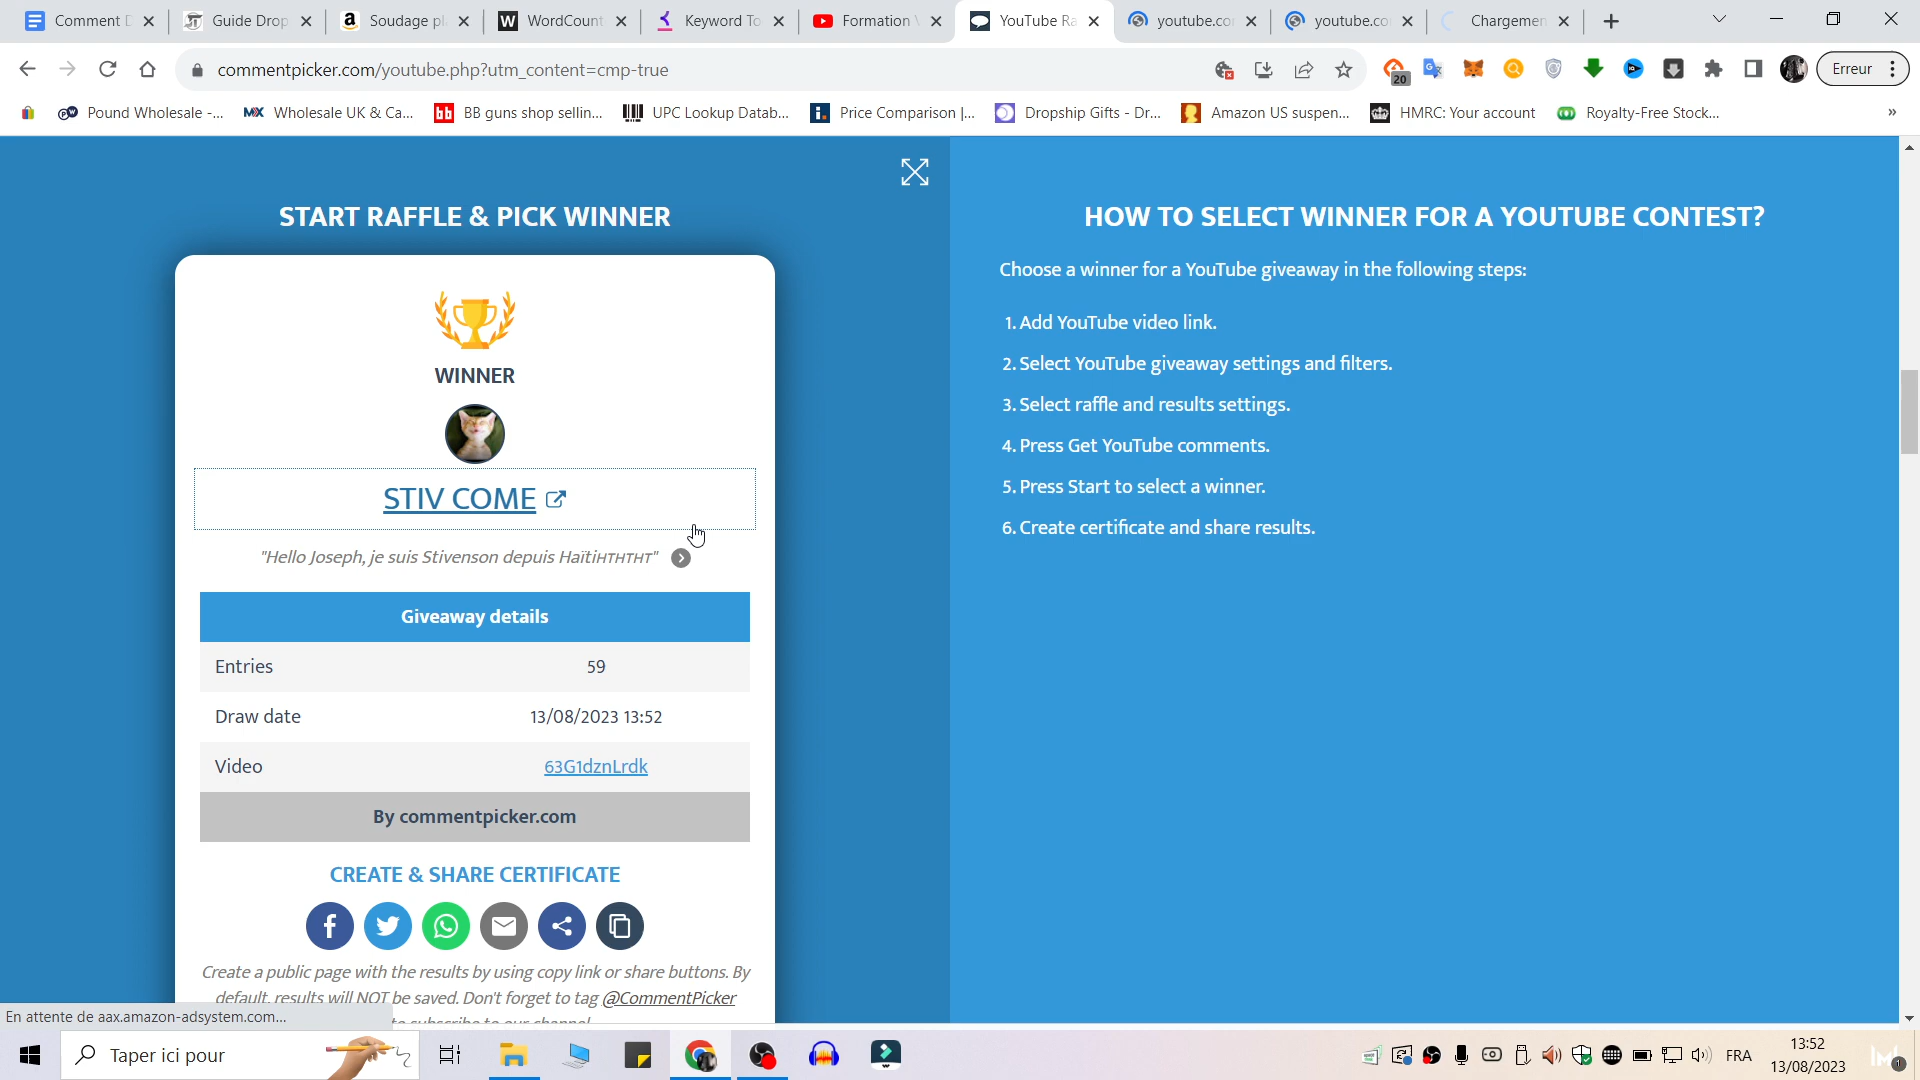 Comment D
Guide Drop
Soudage pl
WordCount
Keyword To
Formation
YouTube Ra
youtube.co
youtube.co
Chargemen
commentpicker.com/youtube.php?utm_content=cmp-true
20
Erreur
Pound Wholesale -...
Wholesale UK & Ca...
BB guns shop sellin...
UPC Lookup Datab...
Price Comparison |...
Dropship Gifts - Dr...
Amazon US suspen...
HMRC: Your account
Royalty-Free Stock...
»
START RAFFLE & PICK WINNER
WINNER
STIV COME
"Hello Joseph, je suis Stivenson depuis HaïtiHTHTHT"
Giveaway details
Entries 59
Draw date 13/08/2023 13:52
Video 63G1dznLrdk
By commentpicker.com
CREATE & SHARE CERTIFICATE
Create a public page with the results by using copy link or share buttons. By
default, results will NOT be saved. Don't forget to tag @CommentPicker
to subscribe to our channel
HOW TO SELECT WINNER FOR A YOUTUBE CONTEST?
Choose a winner for a YouTube giveaway in the following steps:
1. Add YouTube video link.
2. Select YouTube giveaway settings and filters.
3. Select raffle and results settings.
4. Press Get YouTube comments.
5. Press Start to select a winner.
6. Create certificate and share results.
En attente de aax.amazon-adsystem.com...
Taper ici pour
FRA
13:52
13/08/2023
1